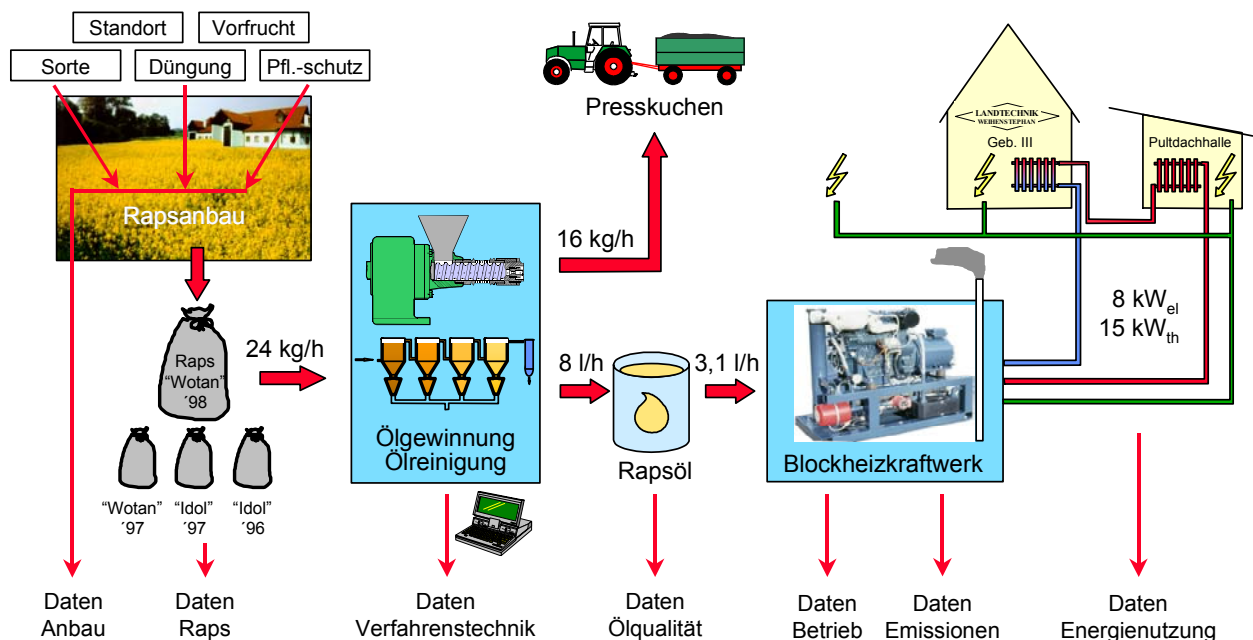 Standort
Vorfrucht
Sorte
Düngung
Pfl.-schutz
Rapsanbau
Raps
“Wotan”
´98
“Wotan”
´97
“Idol”
´97
“Idol”
´96
24 kg/h
Ölgewinnung
Ölreinigung
16 kg/h
Presskuchen
8 l/h
Rapsöl
3,1 l/h
Blockheizkraftwerk
LANDTECHNIK
WEIHENSTEPHAN
Geb. III
Pultdachhalle
8 kWel
15 kWth
Daten
Anbau
Daten
Raps
Daten
Verfahrenstechnik
Daten
Ölqualität
Daten
Betrieb
Daten
Emissionen
Daten
Energienutzung